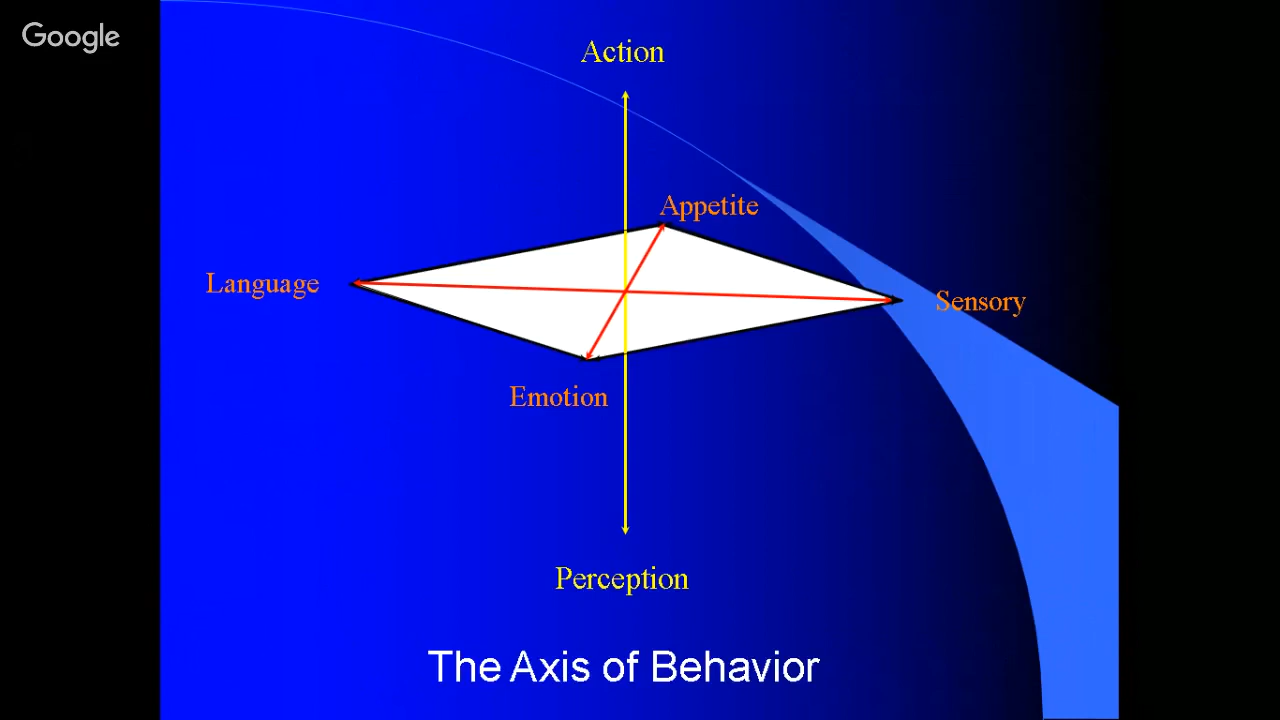 Google
Action
Appetite
Language
Sensory
Emotion
Perception
The Axis of Behavior